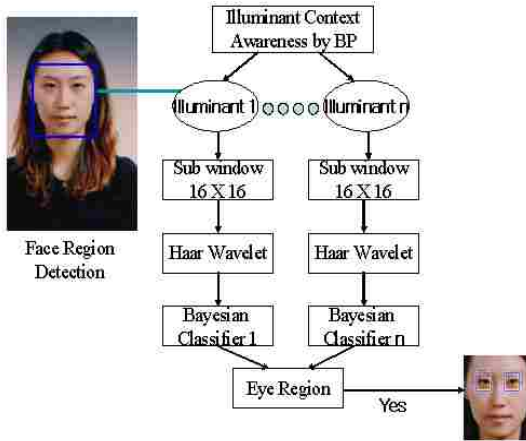 Illuminant Context
Awareness by BP
Illuminant 1
Illuminant n
Sub window
16 X 16
Sub window
16 X 16
Haar Wavelet
Haar Wavelet
Bayesian
Classifier 1
Bayesian
Classifier n
Eye Region
Yes
Face Region
Detection